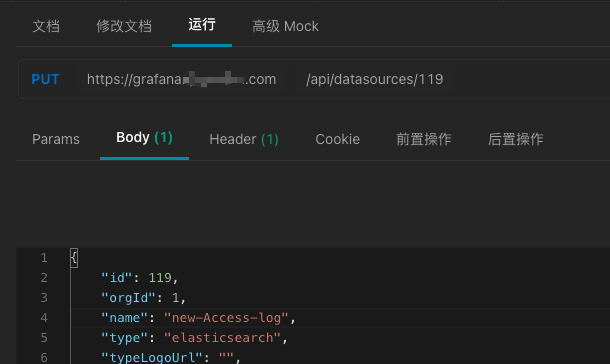 文档 修改文档 运行 高级 Mock
PUT https://grafana. .com /api/datasources/119
Params Body (1) Header (1) Cookie 前置操作 后置操作
1 {
2 "id": 119,
3 "orgId": 1,
4 "name": "new-Access-log",
5 "type": "elasticsearch",
6 "typeLogoUrl": "",